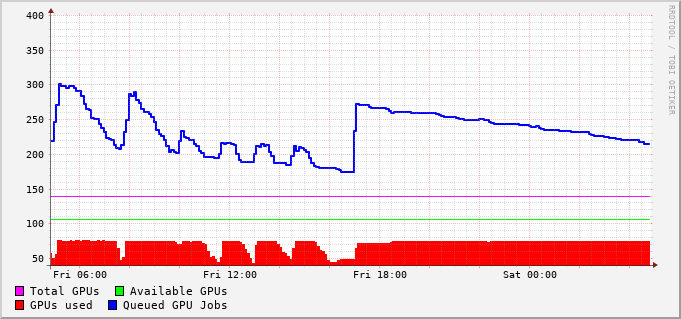 400
350
300
250
200
150
100
50
Fri 06:00 Fri 12:00 Fri 18:00 Sat 00:00
Total GPUs Available GPUs
GPUs used Queued GPU Jobs
RRDTOOL / TOBI OETIKER